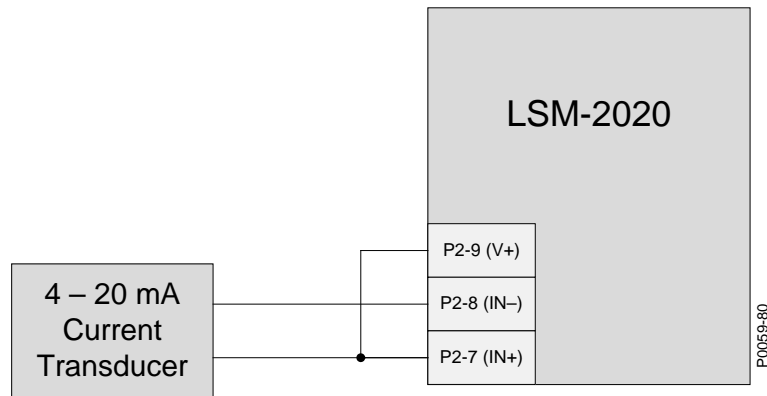 LSM-2020
P2-9 (V+)
P2-8 (IN–)
P2-7 (IN+)
4 – 20 mA
Current
Transducer
P0059-80